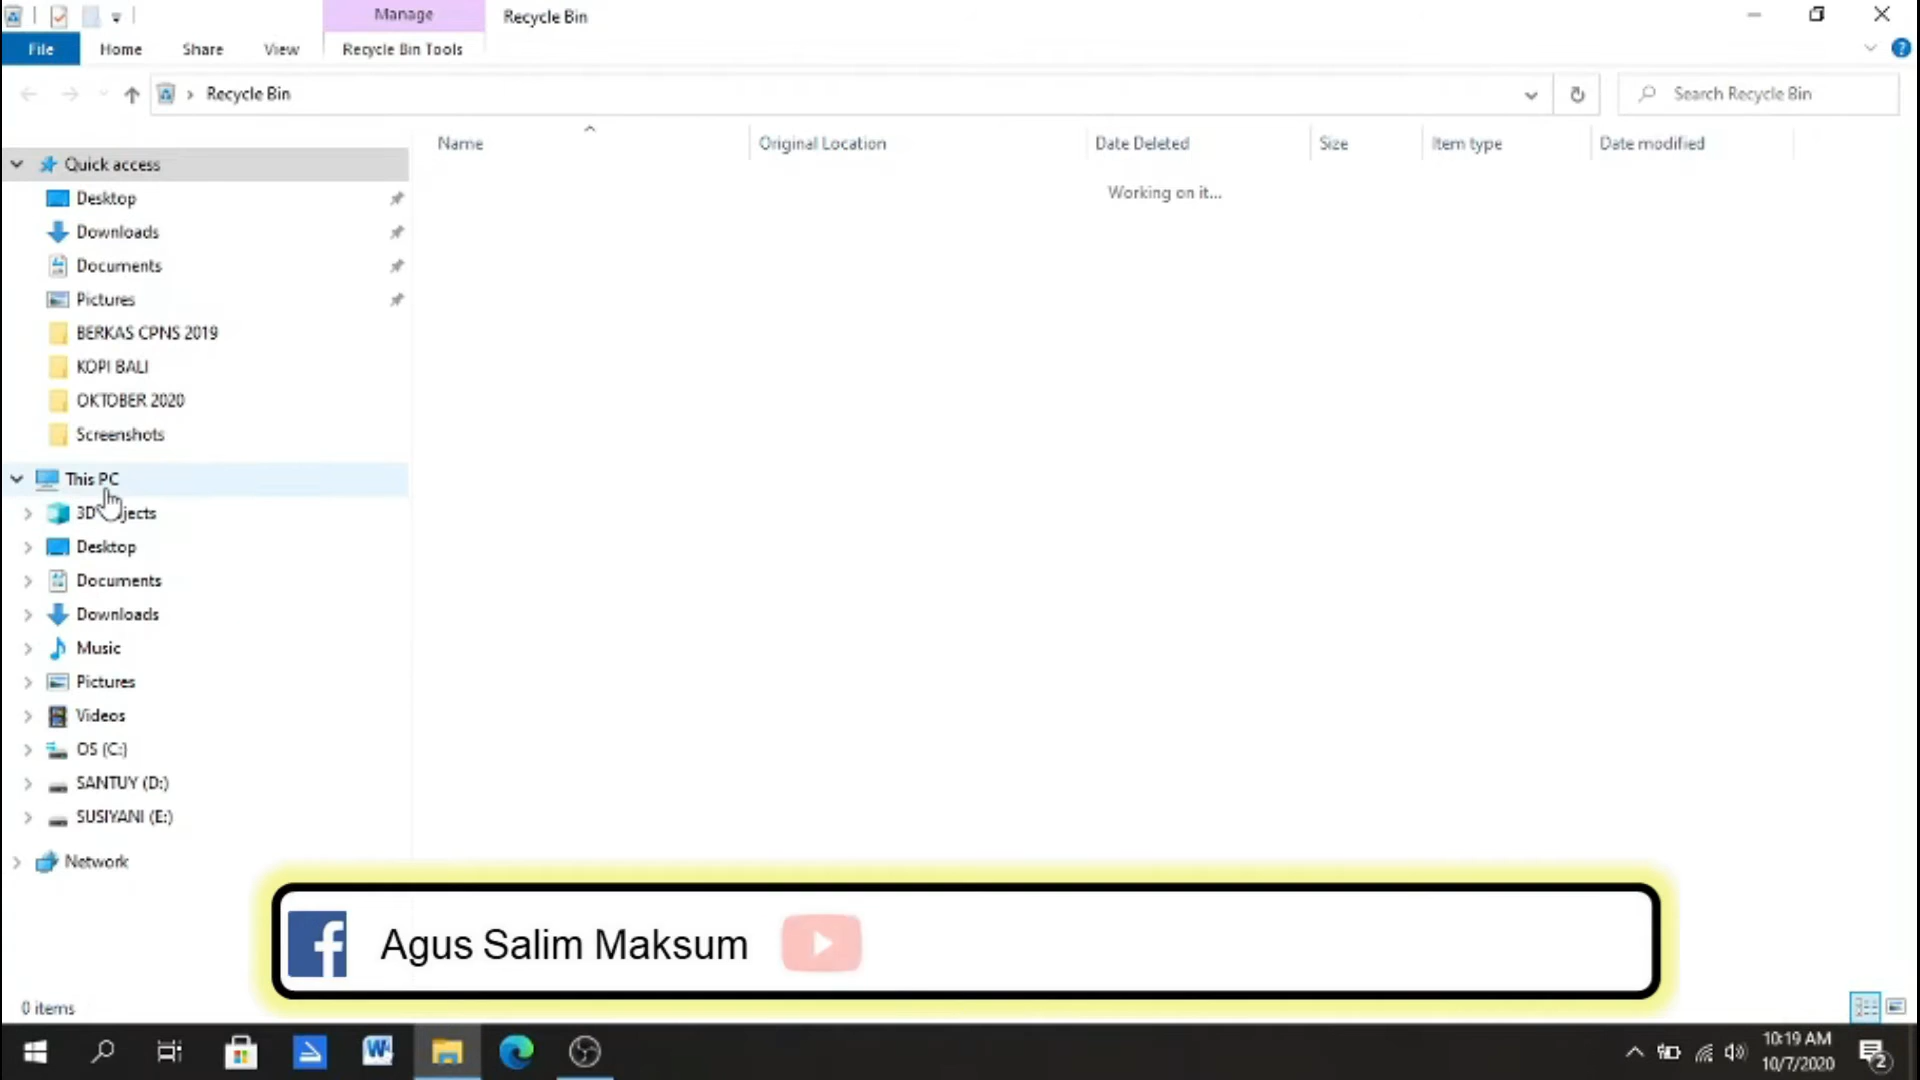 Manage
Recycle Bin
File
Home
Share
View
Recycle Bin Tools
Recycle Bin
Search Recycle Bin
Name
Original Location
Date Deleted
Size
Item type
Date modified
Working on it...
Quick access
Desktop
Downloads
Documents
Pictures
BERKAS CPNS 2019
KOPI BALI
OKTOBER 2020
Screenshots
This PC
3D jects
Desktop
Documents
Downloads
Music
Pictures
Videos
OS (C:)
SANTUY (D:)
SUSIYANI (E:)
Network
Agus Salim Maksum
0 items
10:19 AM
10/7/2020
2